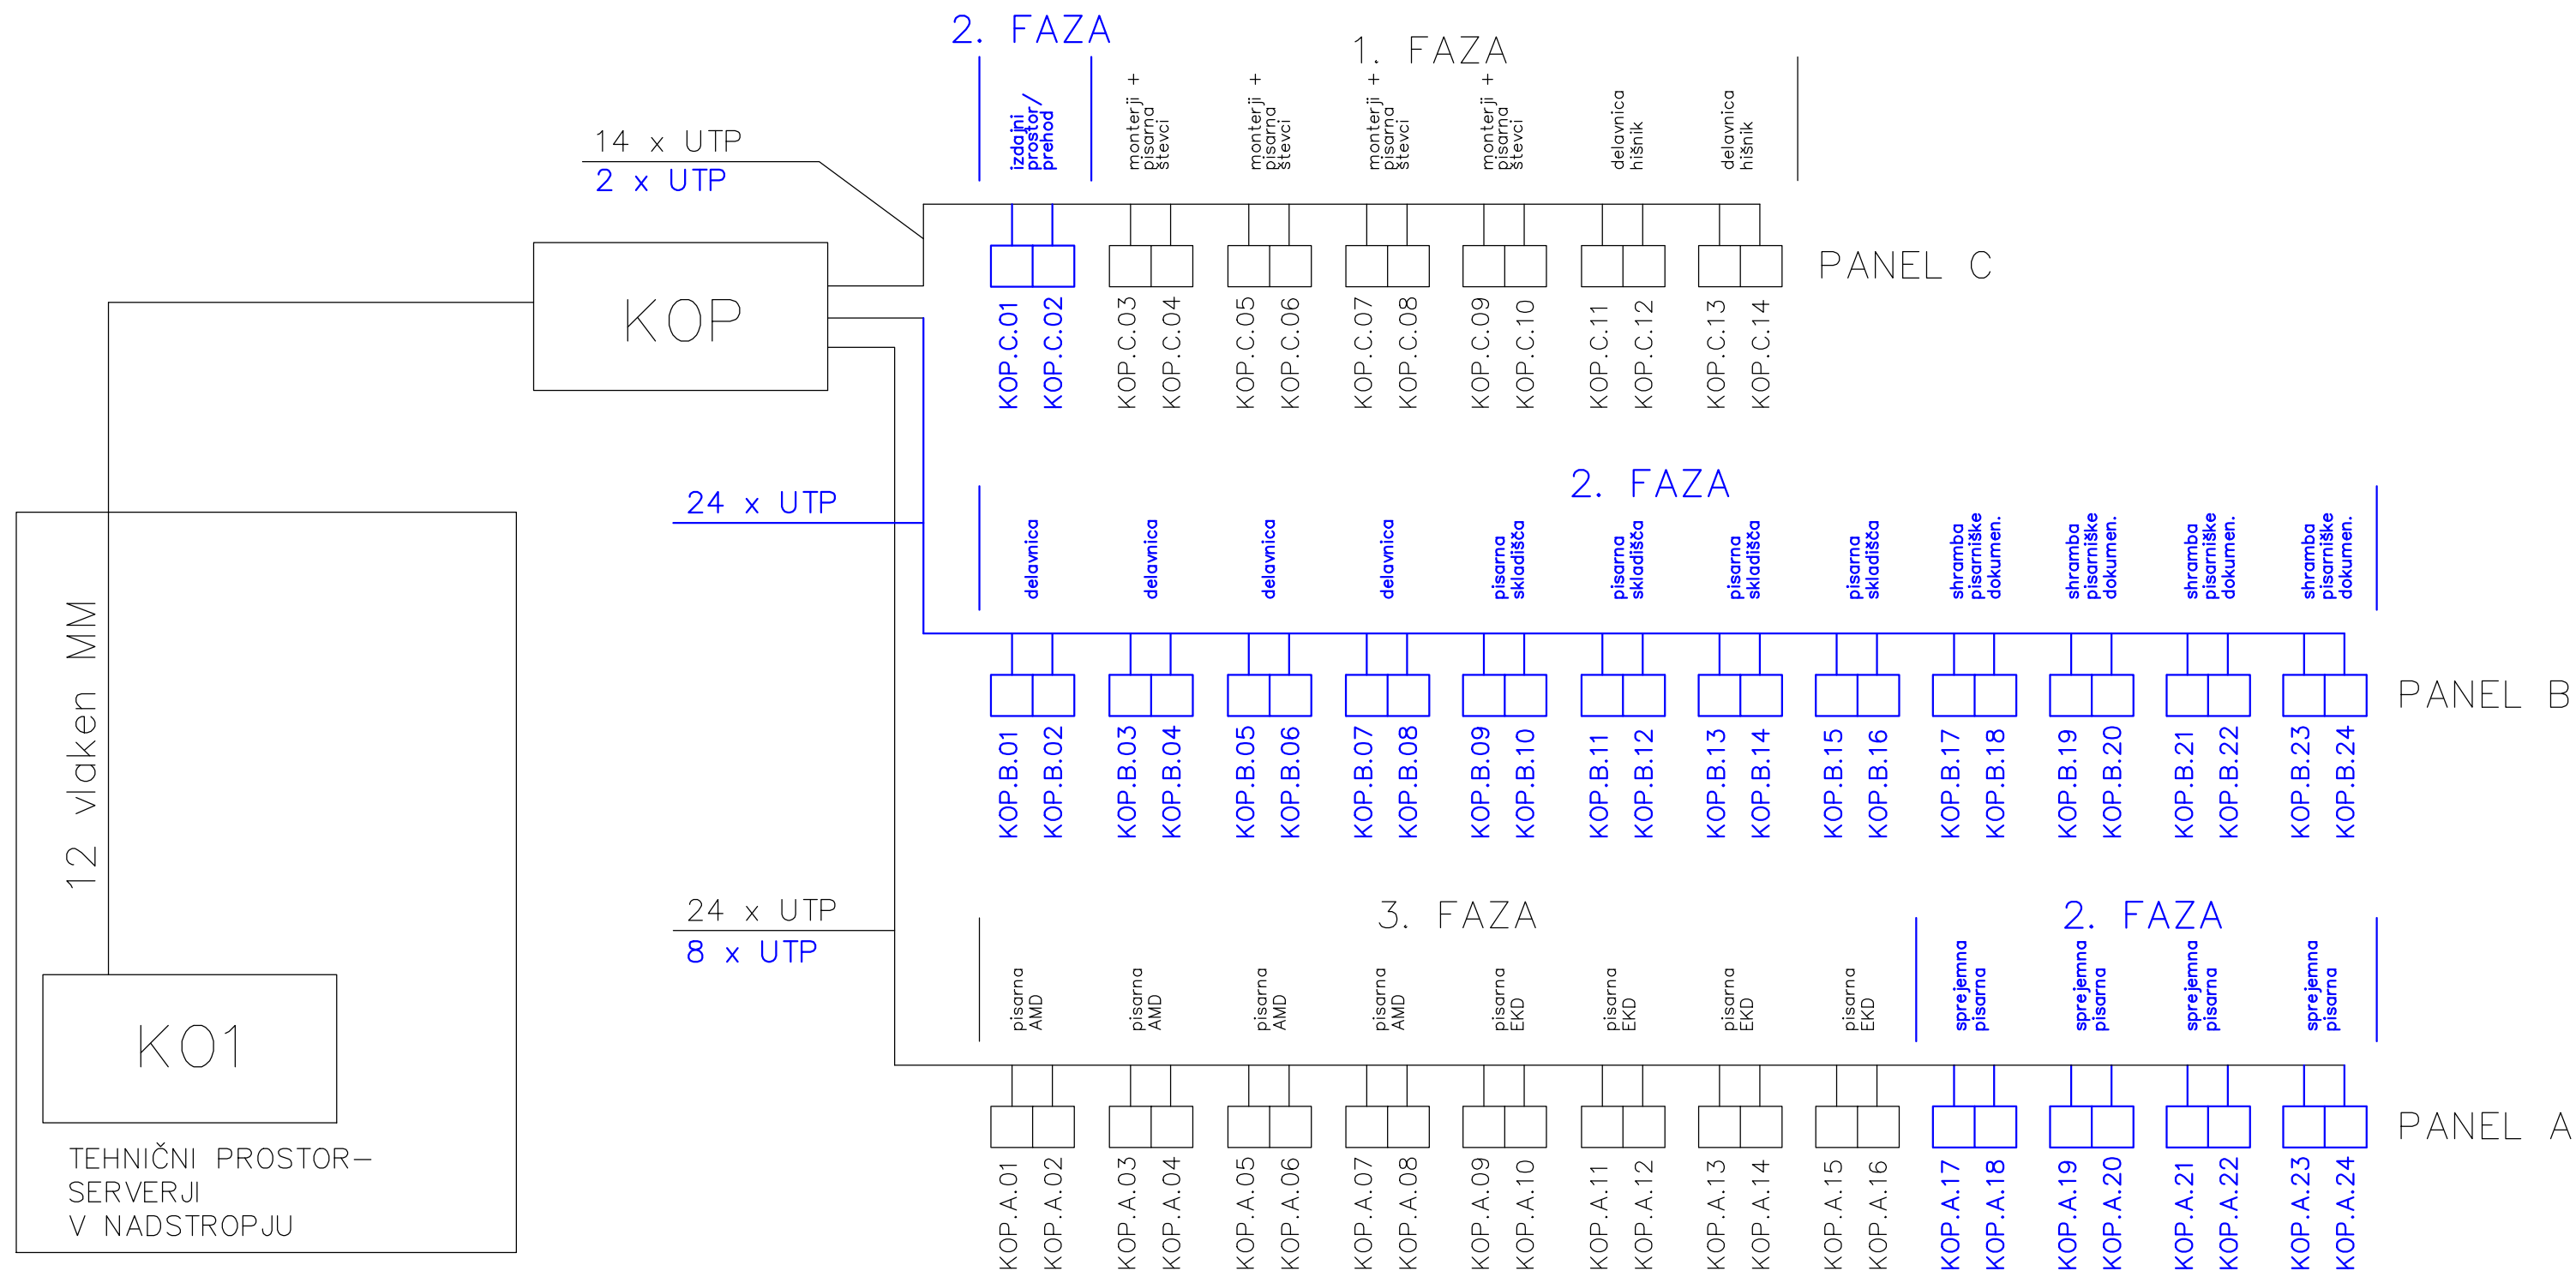 2. FAZA
1. FAZA
izdajni
prostor/
prehod
monterji +
pisarna
števci
monterji +
pisarna
števci
monterji +
pisarna
števci
monterji +
pisarna
števci
delavnica
hišnik
delavnica
hišnik
14 x UTP
2 x UTP
KOP
PANEL C
KOP.C.01
KOP.C.02
KOP.C.03
KOP.C.04
KOP.C.05
KOP.C.06
KOP.C.07
KOP.C.08
KOP.C.09
KOP.C.10
KOP.C.11
KOP.C.12
KOP.C.13
KOP.C.14
2. FAZA
24 x UTP
delavnica
delavnica
delavnica
delavnica
pisarna
skladišča
pisarna
skladišča
pisarna
skladišča
pisarna
skladišča
shramba
pisarniške
dokumen.
shramba
pisarniške
dokumen.
shramba
pisarniške
dokumen.
shramba
pisarniške
dokumen.
PANEL B
KOP.B.01
KOP.B.02
KOP.B.03
KOP.B.04
KOP.B.05
KOP.B.06
KOP.B.07
KOP.B.08
KOP.B.09
KOP.B.10
KOP.B.11
KOP.B.12
KOP.B.13
KOP.B.14
KOP.B.15
KOP.B.16
KOP.B.17
KOP.B.18
KOP.B.19
KOP.B.20
KOP.B.21
KOP.B.22
KOP.B.23
KOP.B.24
12 vlaken MM
24 x UTP
8 x UTP
3. FAZA
2. FAZA
pisarna
AMD
pisarna
AMD
pisarna
AMD
pisarna
AMD
pisarna
EKD
pisarna
EKD
pisarna
EKD
pisarna
EKD
sprejemna
pisarna
sprejemna
pisarna
sprejemna
pisarna
sprejemna
pisarna
KO1
PANEL A
TEHNIČNI PROSTOR–
SERVERJI
V NADSTROPJU
KOP.A.01
KOP.A.02
KOP.A.03
KOP.A.04
KOP.A.05
KOP.A.06
KOP.A.07
KOP.A.08
KOP.A.09
KOP.A.10
KOP.A.11
KOP.A.12
KOP.A.13
KOP.A.14
KOP.A.15
KOP.A.16
KOP.A.17
KOP.A.18
KOP.A.19
KOP.A.20
KOP.A.21
KOP.A.22
KOP.A.23
KOP.A.24